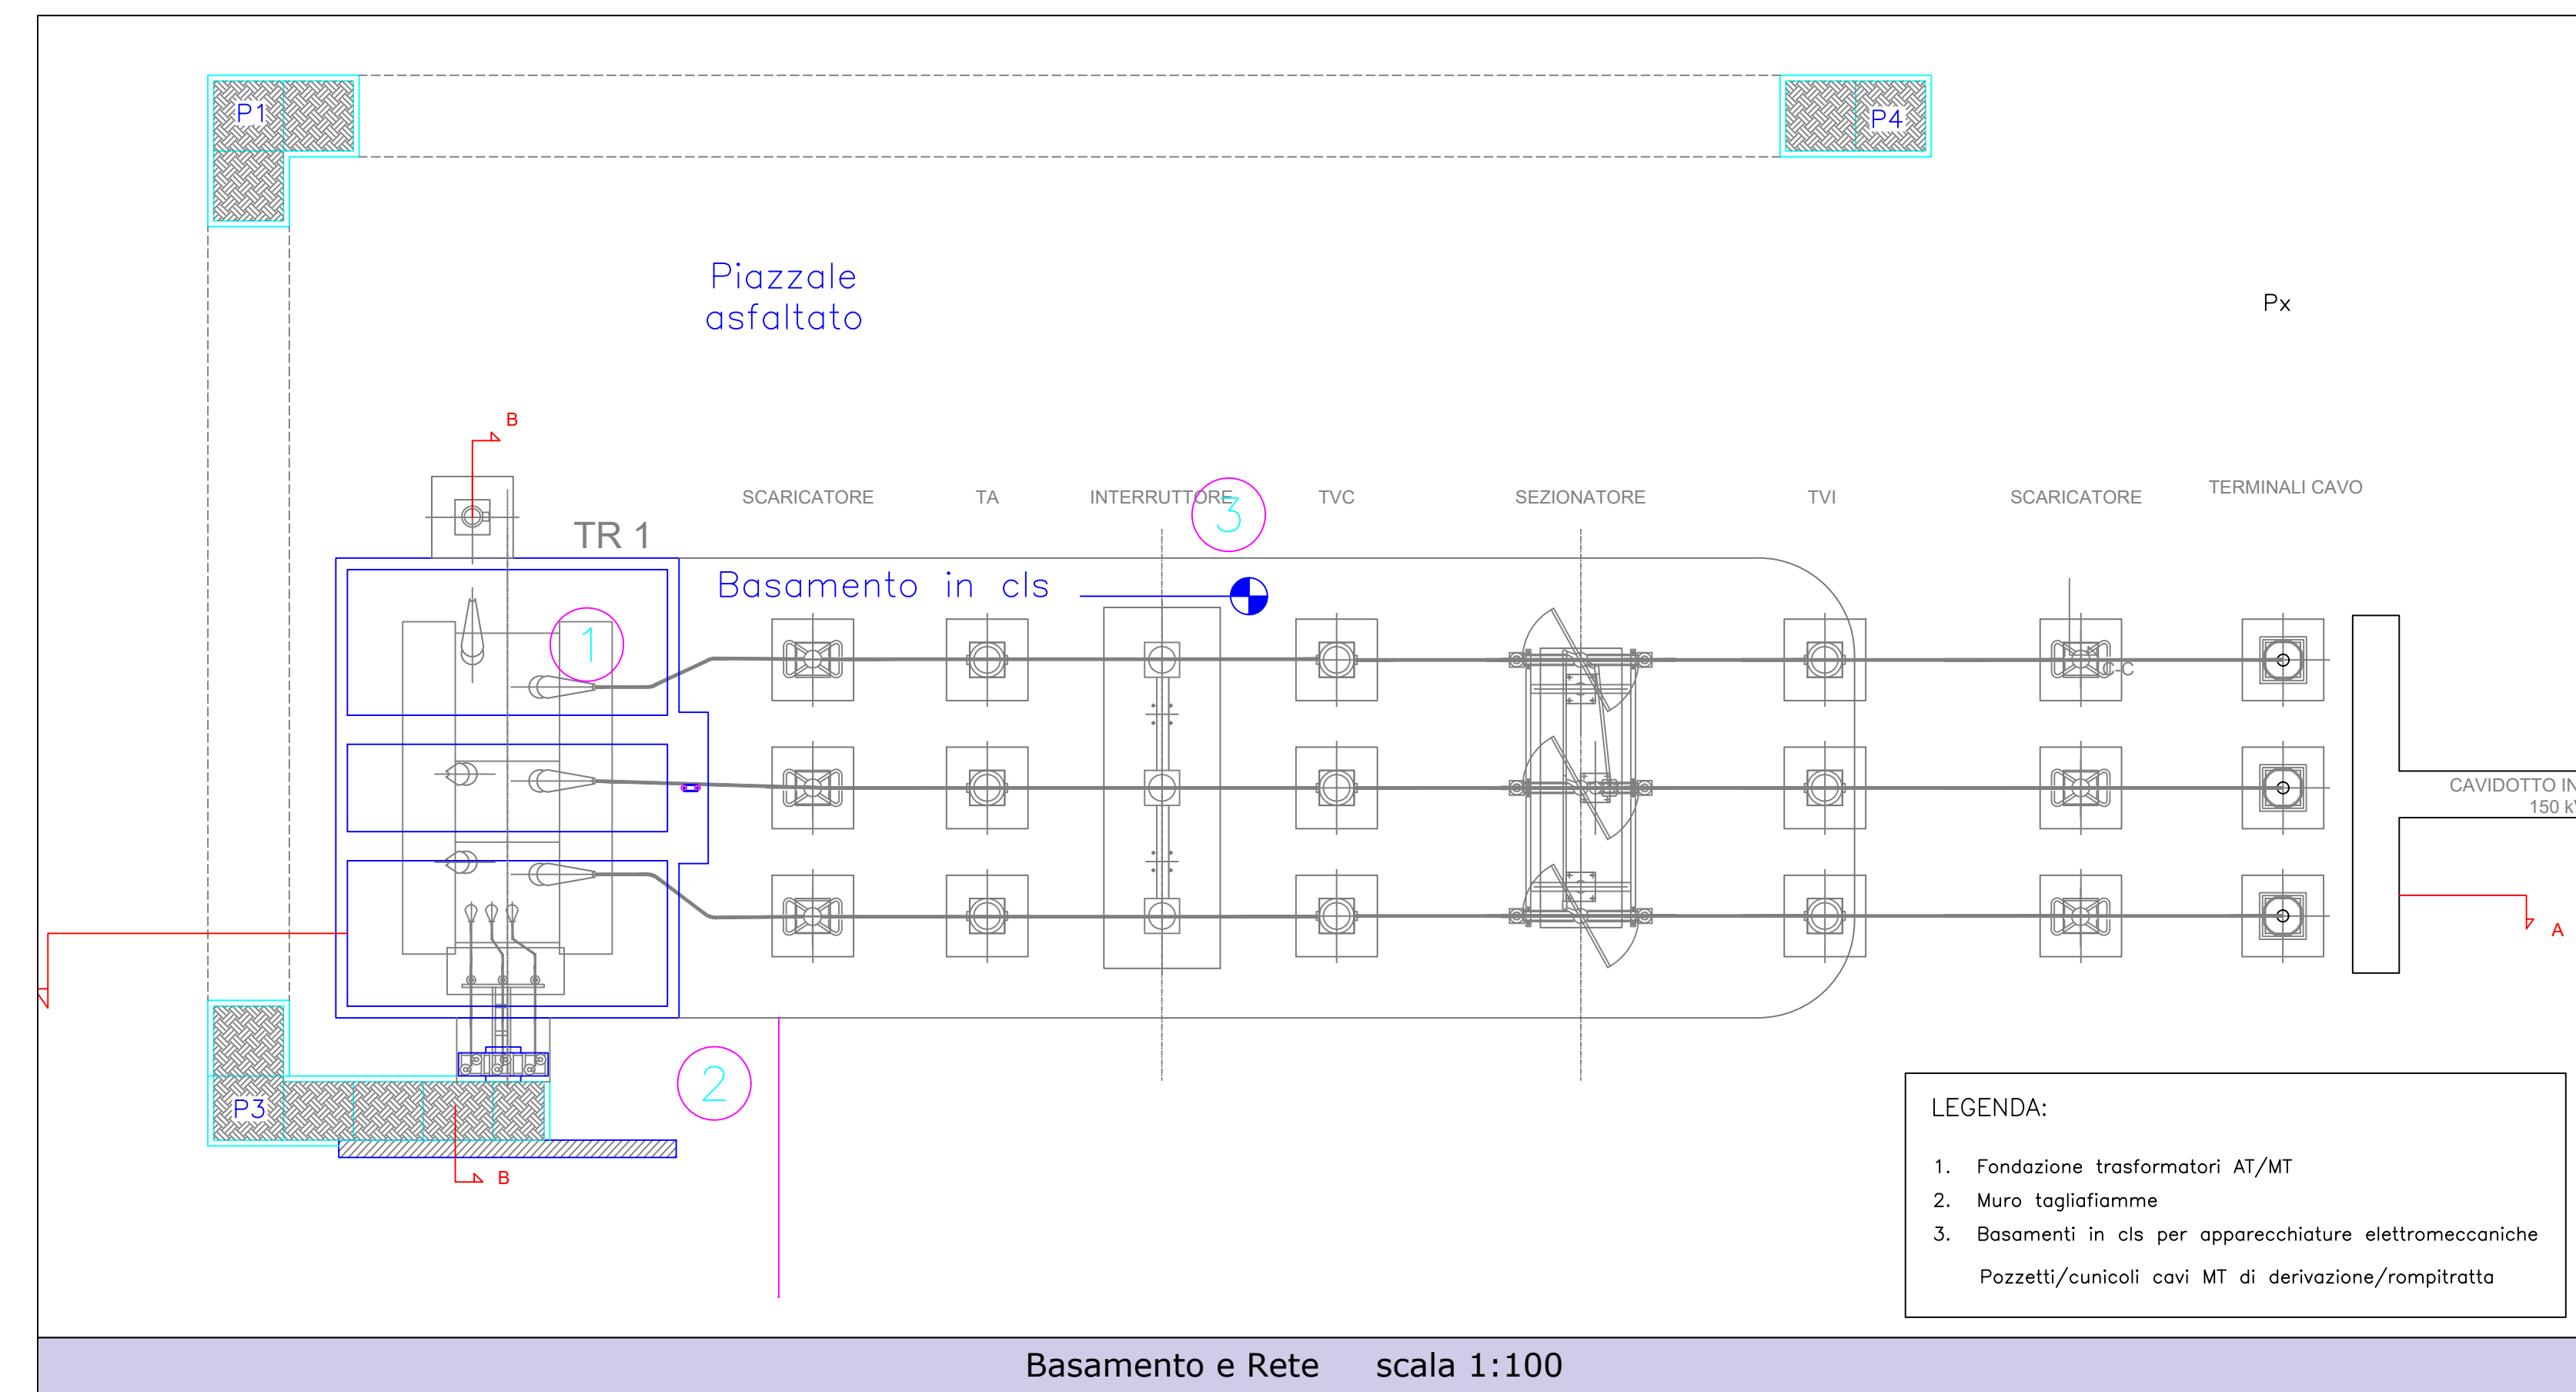 P1
P4
Piazzale
asfaltato
Px
B
SCARICATORE
TA
INTERRUTTORE
TVC
SEZIONATORE
TVI
SCARICATORE
TERMINALI CAVO
TR 1
3
Basamento in cls
1
C-C
CAVIDOTTO IN
150 kV
A
2
P3
B
LEGENDA:
1. Fondazione trasformatori AT/MT
2. Muro tagliafiamme
3. Basamenti in cls per apparecchiature elettromeccaniche
Pozzetti/cunicoli cavi MT di derivazione/rompitratta
Basamento e Rete scala 1:100